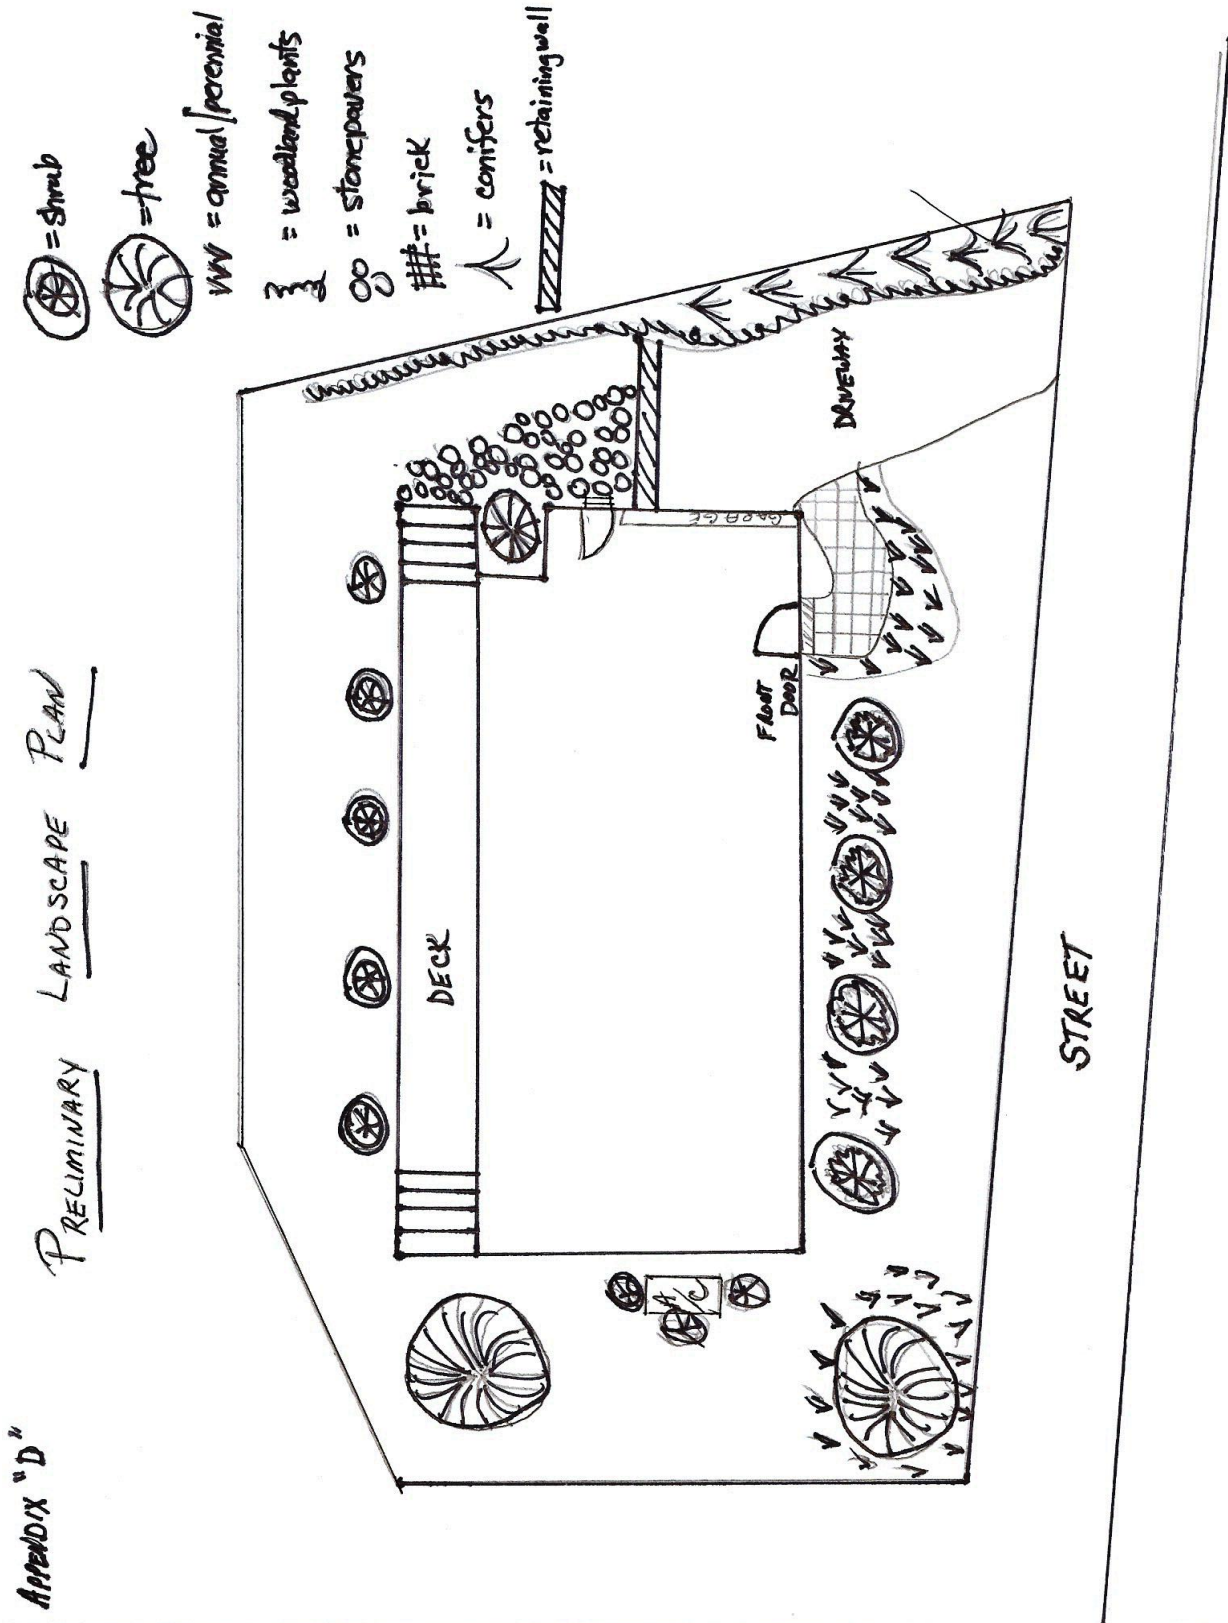 APPENDIX "D"
PRELIMINARY LANDSCAPE PLAN
= shrub
= tree
VVV = annual/perennial
= woodland plants
= stonepavers
= brick
= conifers
= retaining wall
DECK
A/C
GARAGE
FRONT
DOOR
DRIVEWAY
STREET